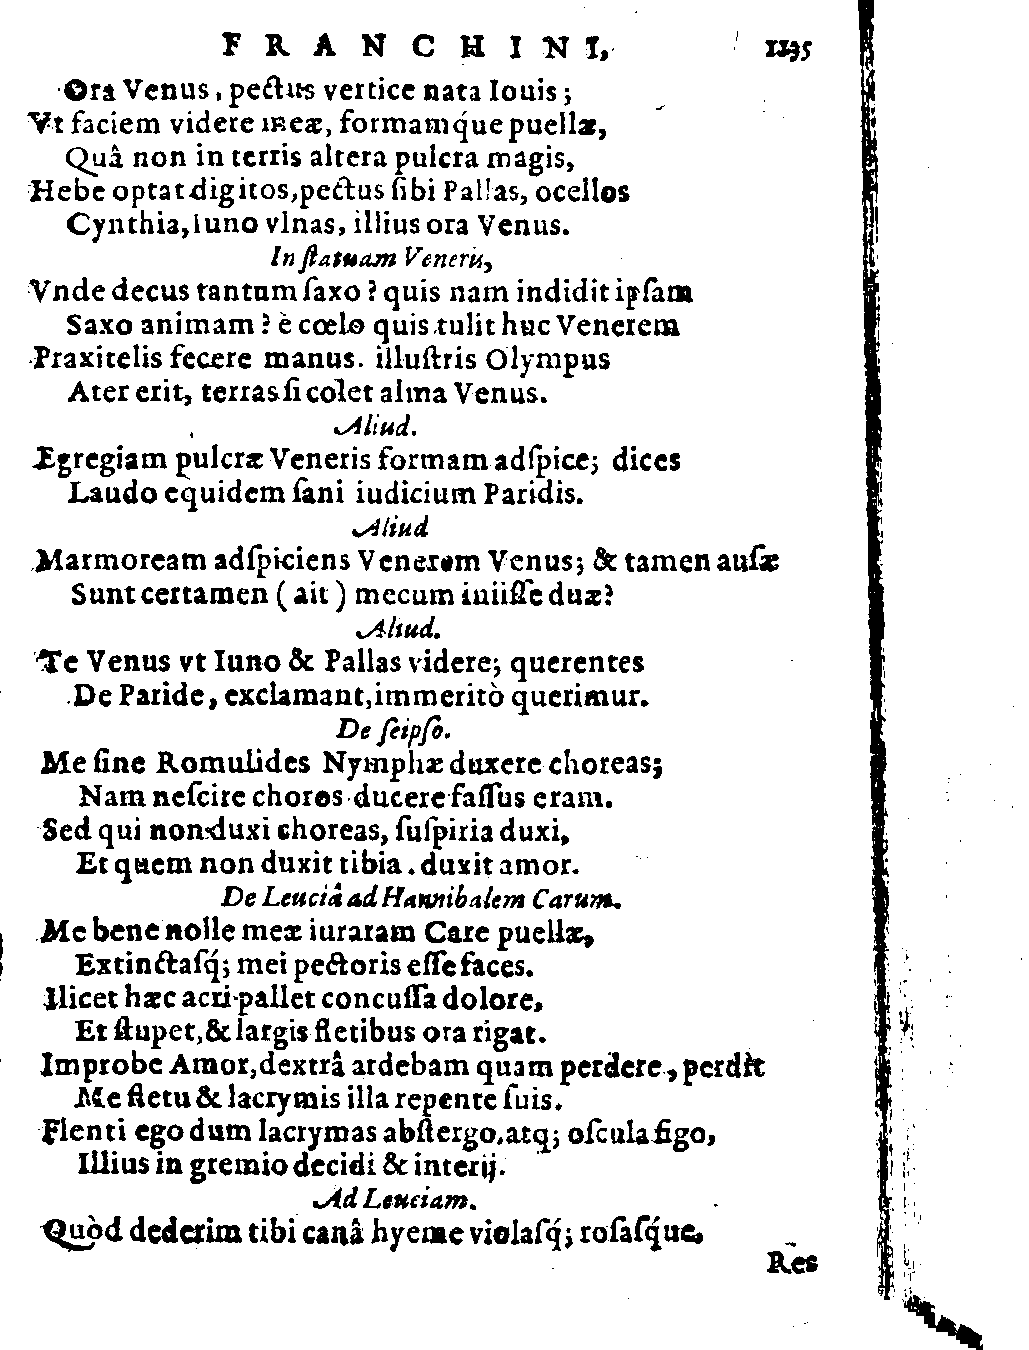 FRANCHINI, 1135
Ora Venus, pectus vertice nata Iouis;
Vt faciem videre meæ, formamq́ue puellæ,
Quâ non in terris altera pulcra magis,
Hebe optat digitos, pectus ſibi Pallas, ocellos
Cynthia, Iuno vlnas, illius ora Venus.
In ſtatuam Veneris,
Vnde decus tantum ſaxo? quis nam indidit ipſam
Saxo animam? è cœlo quis tulit huc Venerem
Praxitelis fecere manus. illuſtris Olympus
Ater erit, terras ſi colet alma Venus.
Aliud.
Egregiam pulcræ Veneris formam adſpice; dices
Laudo equidem ſani iudicium Paridis.
Aliud
Marmoream adſpiciens Venerem Venus; & tamen auſæ
Sunt certamen (ait) mecum iniiſſe duæ?
Aliud.
Te Venus vt Iuno & Pallas videre; querentes
De Paride, exclamant, immeritò querimur.
De ſeipſo.
Me ſine Romulides Nymphæ duxere choreas;
Nam neſcire choros ducere faſſus eram.
Sed qui non duxi choreas, ſuſpiria duxi,
Et quem non duxit tibia. duxit amor.
De Leuciâ ad Hannibalem Carum.
Me bene nolle meæ iuraram Care puellæ,
Extinctaſq́; mei pectoris eſſe faces.
Ilicet hæc acri pallet concuſſa dolore,
Et ſtupet, & largis fletibus ora rigat.
Improbe Amor, dextrâ ardebam quam perdere, perdit
Me fletu & lacrymis illa repente ſuis.
Flenti ego dum lacrymas abſtergo, atq; oſcula figo,
Illius in gremio decidi & interij.
Ad Leuciam.
Quòd dederim tibi canâ hyeme violaſq́; roſaſq́ue,
Res